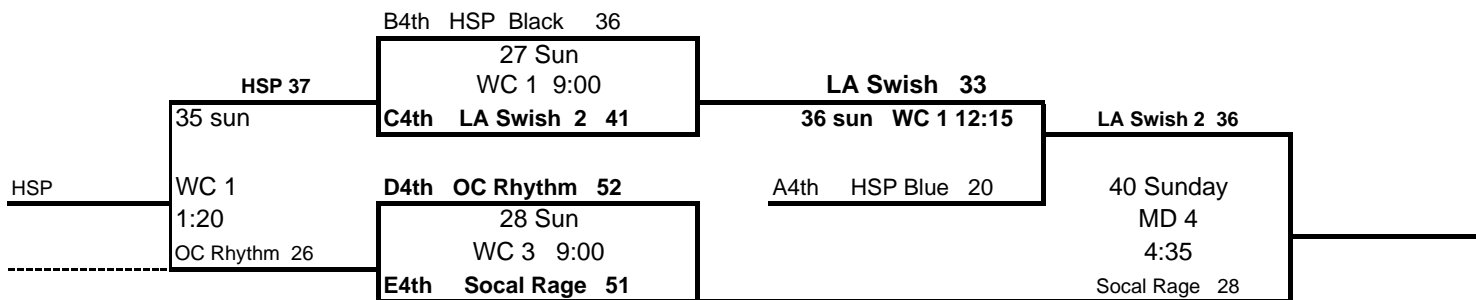 B4th HSP Black 36
27 Sun
HSP 37 WC 1 9:00 LA Swish 33
35 sun C4th LA Swish 2 41 36 sun WC 1 12:15 LA Swish 2 36
HSP WC 1 D4th OC Rhythm 52 A4th HSP Blue 20 40 Sunday
1:20 28 Sun MD 4
OC Rhythm 26 WC 3 9:00 4:35
E4th Socal Rage 51 Socal Rage 28